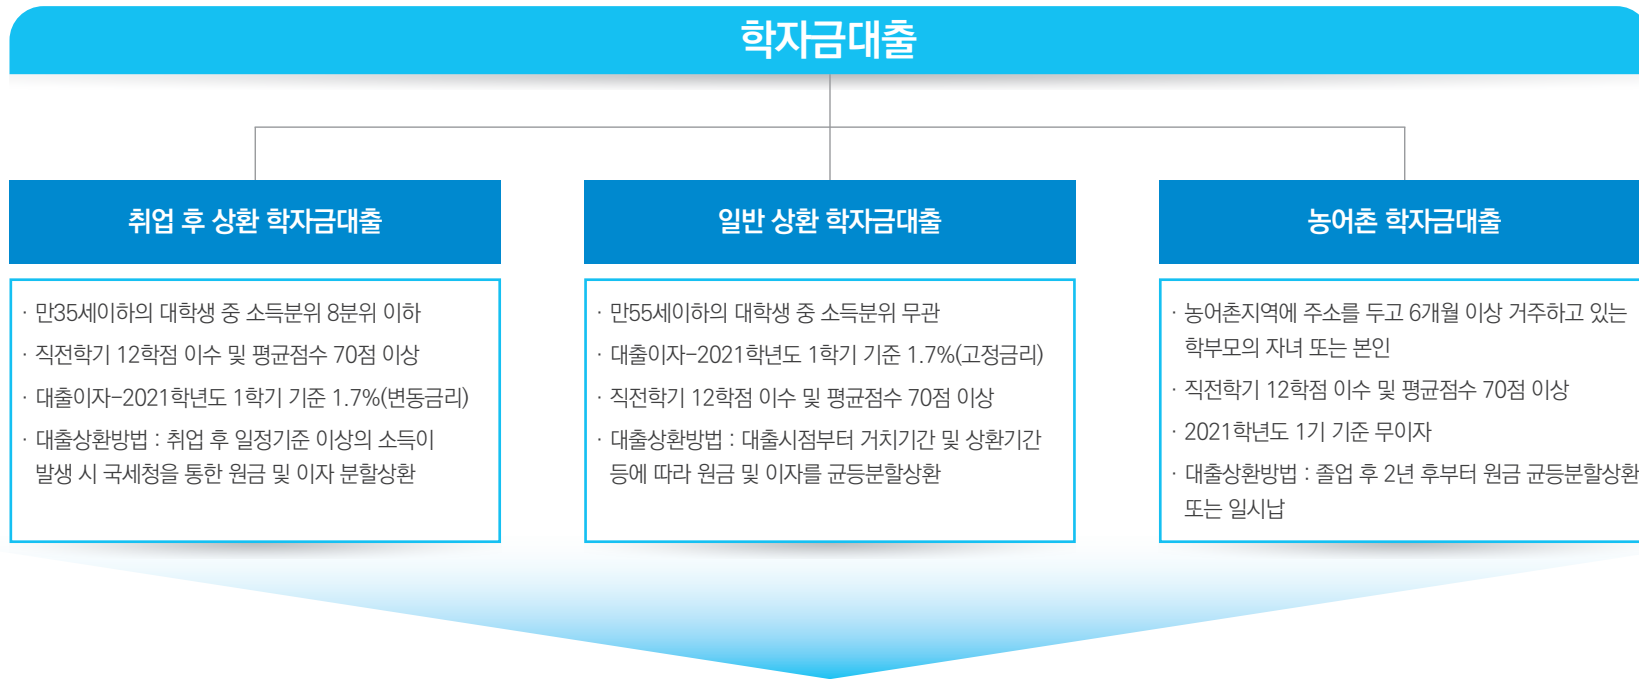 학자금대출
취업 후 상환 학자금대출
· 만35세이하의 대학생 중 소득분위 8분위 이하
· 직전학기 12학점 이수 및 평균점수 70점 이상
· 대출이자-2021학년도 1학기 기준 1.7%(변동금리)
· 대출상환방법 : 취업 후 일정기준 이상의 소득이
발생 시 국세청을 통한 원금 및 이자 분할상환
일반 상환 학자금대출
· 만55세이하의 대학생 중 소득분위 무관
· 대출이자-2021학년도 1학기 기준 1.7%(고정금리)
· 직전학기 12학점 이수 및 평균점수 70점 이상
· 대출상환방법 : 대출시점부터 거치기간 및 상환기간
등에 따라 원금 및 이자를 균등분할상환
농어촌 학자금대출
· 농어촌지역에 주소를 두고 6개월 이상 거주하고 있는
학부모의 자녀 또는 본인
· 직전학기 12학점 이수 및 평균점수 70점 이상
· 2021학년도 1기 기준 무이자
· 대출상환방법 : 졸업 후 2년 후부터 원금 균등분할상환
또는 일시납